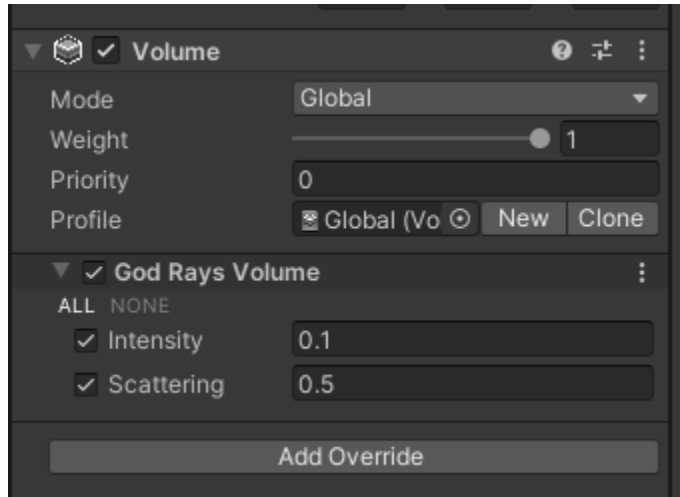 Volume
Mode Global
Weight 1
Priority 0
Profile Global (Vo New Clone
God Rays Volume
ALL NONE
Intensity 0.1
Scattering 0.5
Add Override